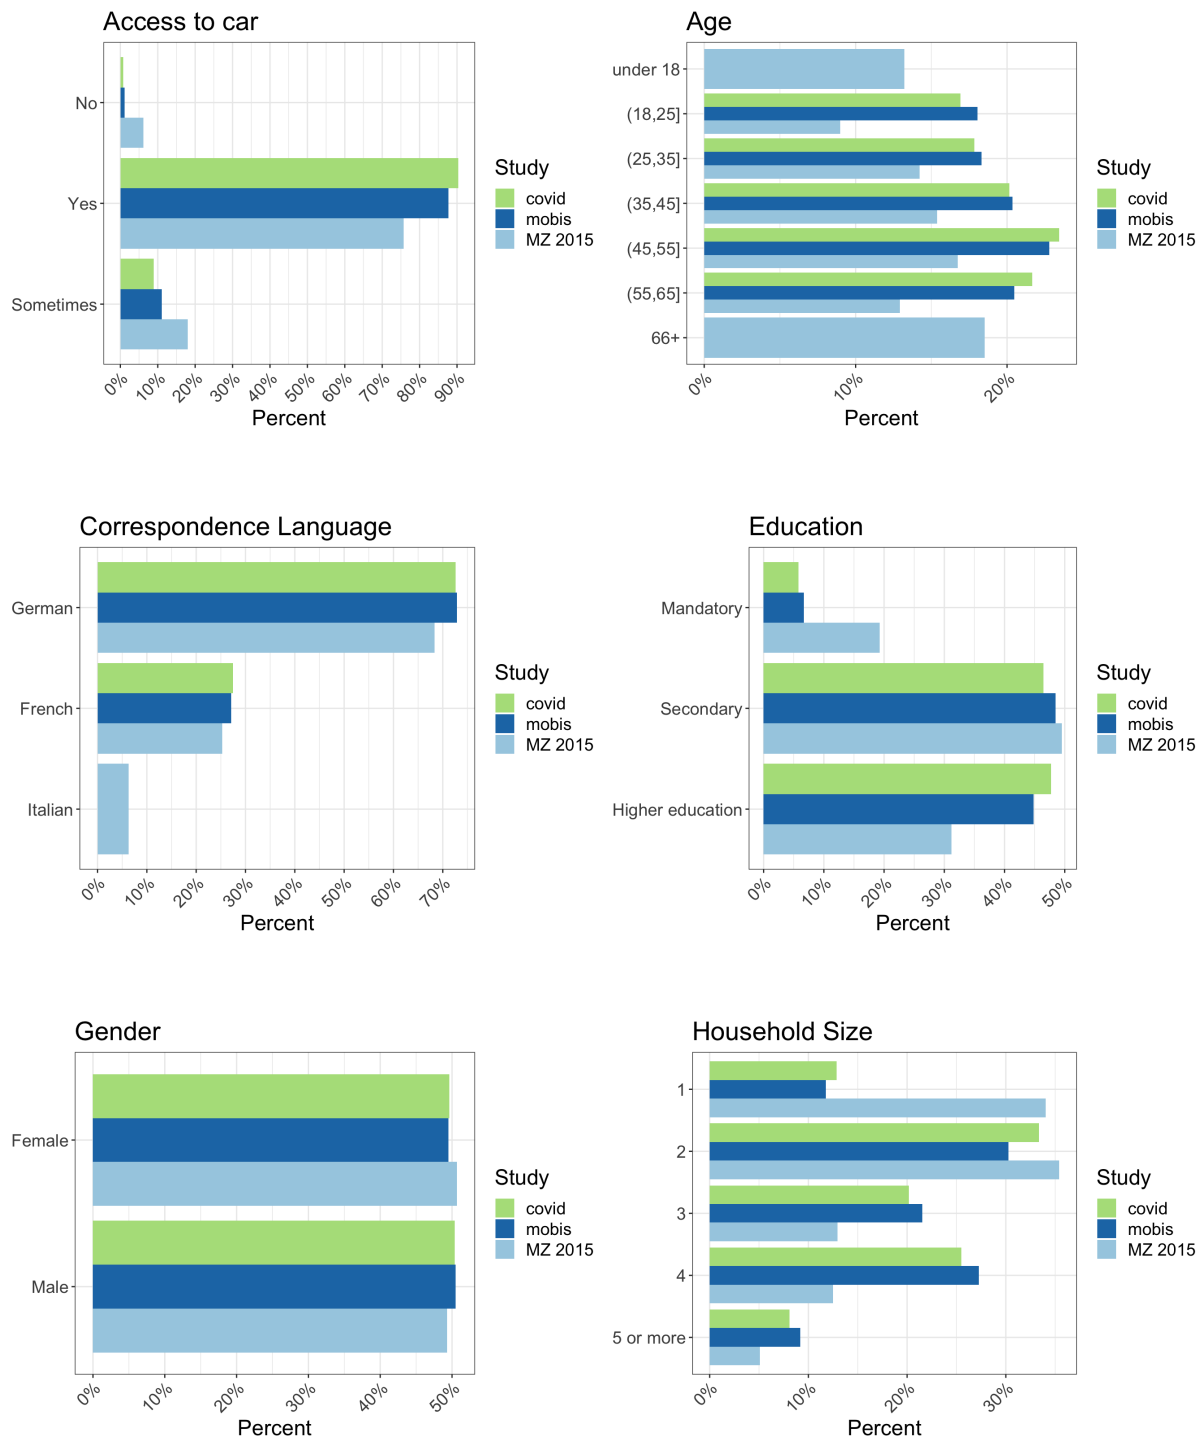 Access to car
No
Yes
Sometimes
0% 10% 20% 30% 40% 50% 60% 70% 80% 90%
Percent
Study
covid
mobis
MZ 2015
Age
under 18
(18,25]
(25,35]
(35,45]
(45,55]
(55,65]
66+
0% 10% 20%
Percent
Study
covid
mobis
MZ 2015
Correspondence Language
German
French
Italian
0% 10% 20% 30% 40% 50% 60% 70%
Percent
Study
covid
mobis
MZ 2015
Education
Mandatory
Secondary
Higher education
0% 10% 20% 30% 40% 50%
Percent
Study
covid
mobis
MZ 2015
Gender
Female
Male
0% 10% 20% 30% 40% 50%
Percent
Study
covid
mobis
MZ 2015
Household Size
1
2
3
4
5 or more
0% 10% 20% 30%
Percent
Study
covid
mobis
MZ 2015